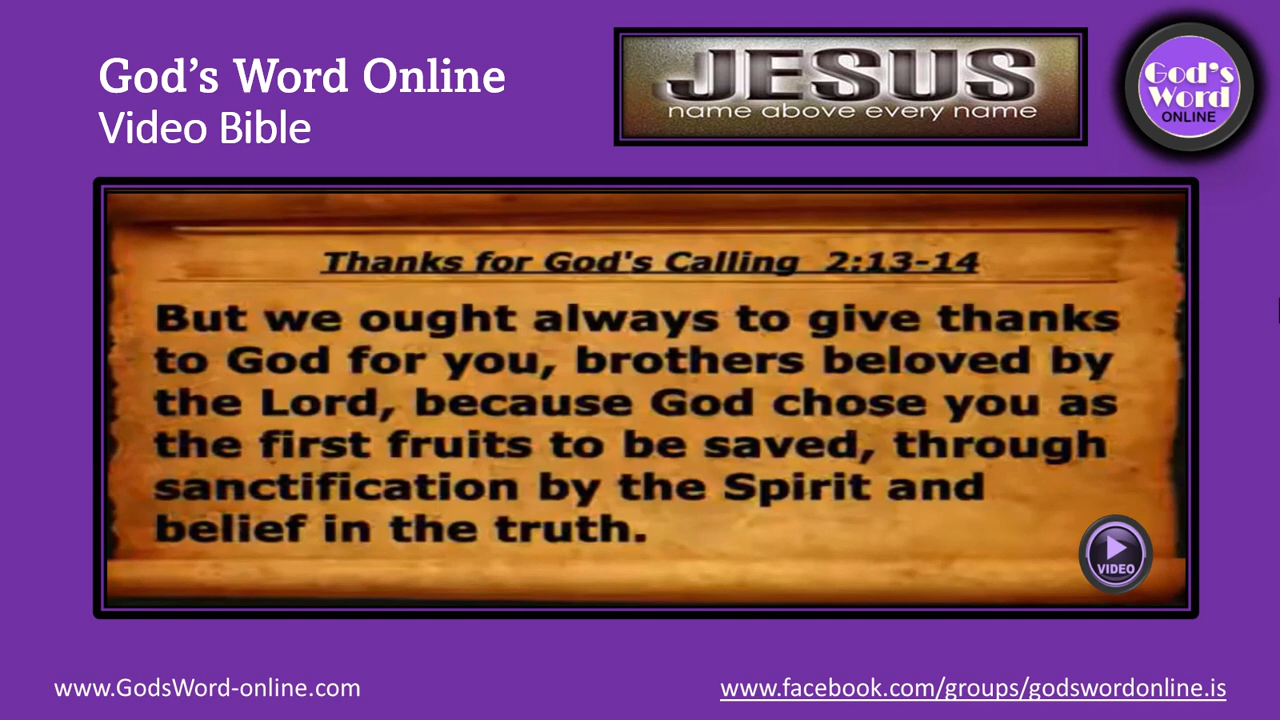 God's Word Online
Video Bible
JESUS
name above every name
God's
Word
ONLINE
Thanks for God's Calling 2:13-14
But we ought always to give thanks
to God for you, brothers beloved by
the Lord, because God chose you as
the first fruits to be saved, through
sanctification by the Spirit and
belief in the truth.
VIDEO
www.GodsWord-online.com
www.facebook.com/groups/godswordonline.is